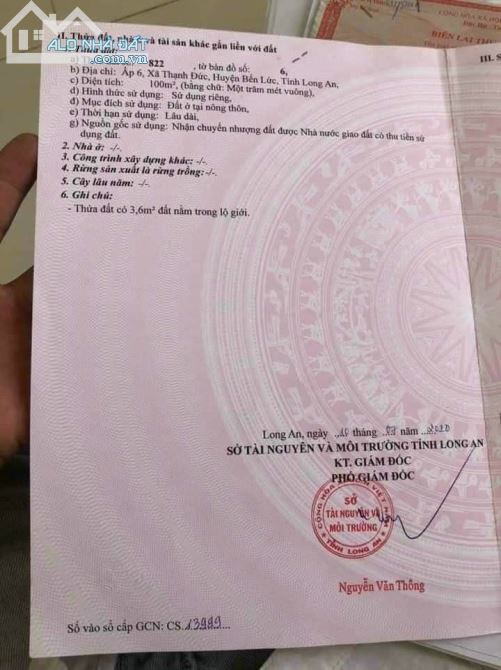 ALO NHÀ ĐẤT
II. Thửa đất, nhà ở và tài sản khác gắn liền với đất
822, tờ bản đồ số: 6,
b) Địa chỉ: Ấp 6, Xã Thạnh Đức, Huyện Bến Lức, Tỉnh Long An.
c) Diện tích: 100m², (bằng chữ: Một trăm mét vuông),
d) Hình thức sử dụng: Sử dụng riêng,
đ) Mục đích sử dụng: Đất ở tại nông thôn,
e) Thời hạn sử dụng: Lâu dài,
g) Nguồn gốc sử dụng: Nhận chuyển nhượng đất được Nhà nước giao đất có thu tiền sử
dụng đất.
2. Nhà ở: -/-.
3. Công trình xây dựng khác: -/-.
4. Rừng sản xuất là rừng trồng: -/-.
5. Cây lâu năm: -/-.
6. Ghi chú:
- Thửa đất có 3,6m² đất nằm trong lộ giới.
Long An, ngày 10 tháng 03 năm 2020
SỞ TÀI NGUYÊN VÀ MÔI TRƯỜNG TỈNH LONG AN
KT. GIÁM ĐỐC
PHÓ GIÁM ĐỐC
SỞ
TÀI NGUYÊN VÀ
MÔI TRƯỜNG
TỈNH LONG AN
Nguyễn Văn Thông
Số vào sổ cấp GCN: CS.13999
BIÊN LAI THU
III. S